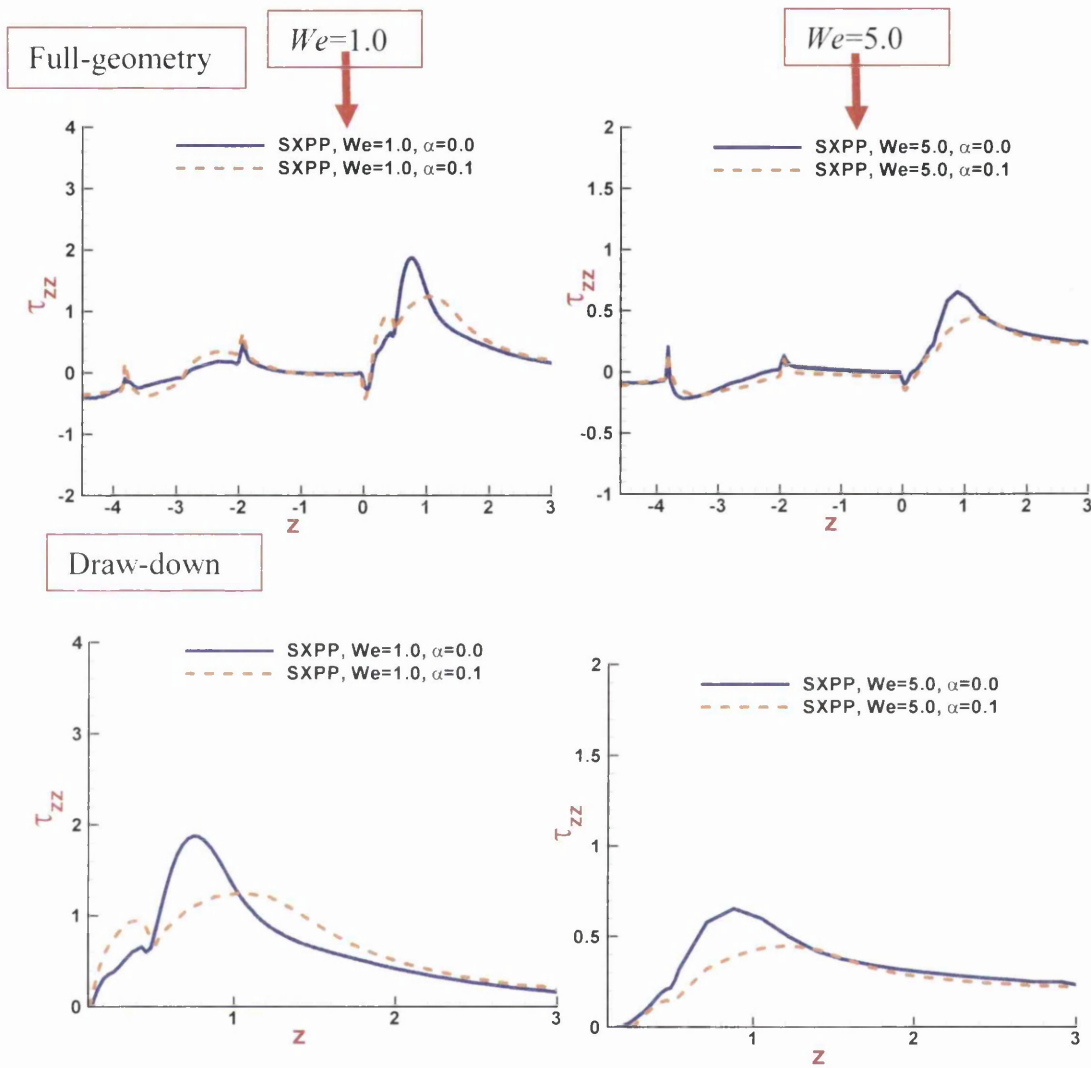 Full-geometry
We=1.0
We=5.0
SXPP, We=1.0, α=0.0
SXPP, We=1.0, α=0.1
4
3
2
1
0
-1
-2
τzz
-4
-3
-2
-1
0
1
2
3
z
SXPP, We=5.0, α=0.0
SXPP, We=5.0, α=0.1
2
1.5
1
0.5
0
-0.5
-1
τzz
-4
-3
-2
-1
0
1
2
3
z
Draw-down
SXPP, We=1.0, α=0.0
SXPP, We=1.0, α=0.1
4
3
2
1
0
τzz
1
2
3
z
SXPP, We=5.0, α=0.0
SXPP, We=5.0, α=0.1
2
1.5
1
0.5
0
τzz
1
2
3
z